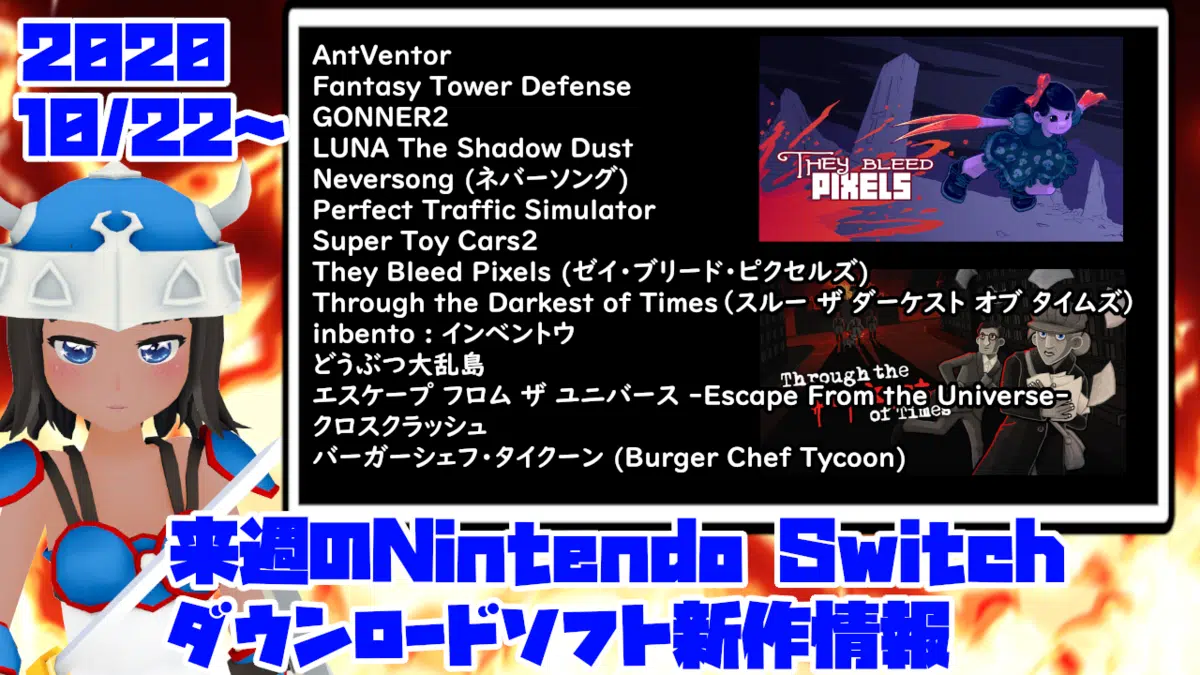 2020
10/22~
AntVentor
Fantasy Tower Defense
GONNER2
LUNA The Shadow Dust
Neversong (ネバーソング)
Perfect Traffic Simulator
Super Toy Cars2
They Bleed Pixels (ゼイ・ブリード・ピクセルズ)
Through the Darkest of Times (スルー ザ ダーケスト オブ タイムズ)
inbento : インベントウ
どうぶつ大乱島
エスケープ フロム ザ ユニバース -Escape From the Universe-
クロスクラッシュ
バーガーシェフ・タイクーン (Burger Chef Tycoon)
THEY BLEED
PIXELS
Through the
of Times
来週のNintendo Switch
ダウンロードソフト新作情報